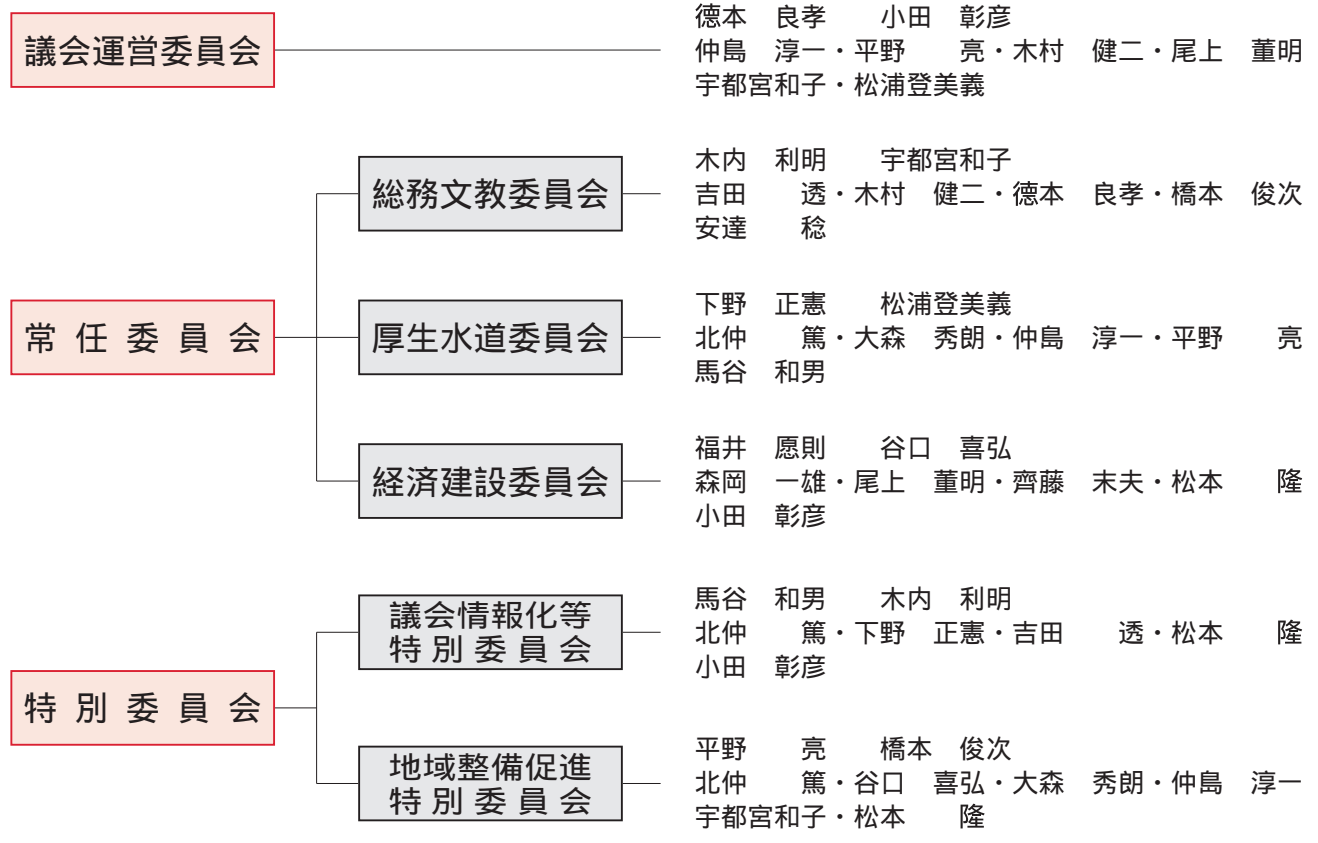 議会運営委員会
德本　良孝　　小田　彰彦
仲島　淳一・平野　　亮・木村　健二・尾上　董明
宇都宮和子・松浦登美義
常任委員会
総務文教委員会
木内　利明　　宇都宮和子
吉田　　透・木村　健二・德本　良孝・橋本　俊次
安達　　稔
厚生水道委員会
下野　正憲　　松浦登美義
北仲　　篤・大森　秀朗・仲島　淳一・平野　　亮
馬谷　和男
経済建設委員会
福井　愿則　　谷口　喜弘
森岡　一雄・尾上　董明・齊藤　末夫・松本　　隆
小田　彰彦
特別委員会
議会情報化等
特別委員会
馬谷　和男　　木内　利明
北仲　　篤・下野　正憲・吉田　　透・松本　　隆
小田　彰彦
地域整備促進
特別委員会
平野　　亮　　橋本　俊次
北仲　　篤・谷口　喜弘・大森　秀朗・仲島　淳一
宇都宮和子・松本　　隆